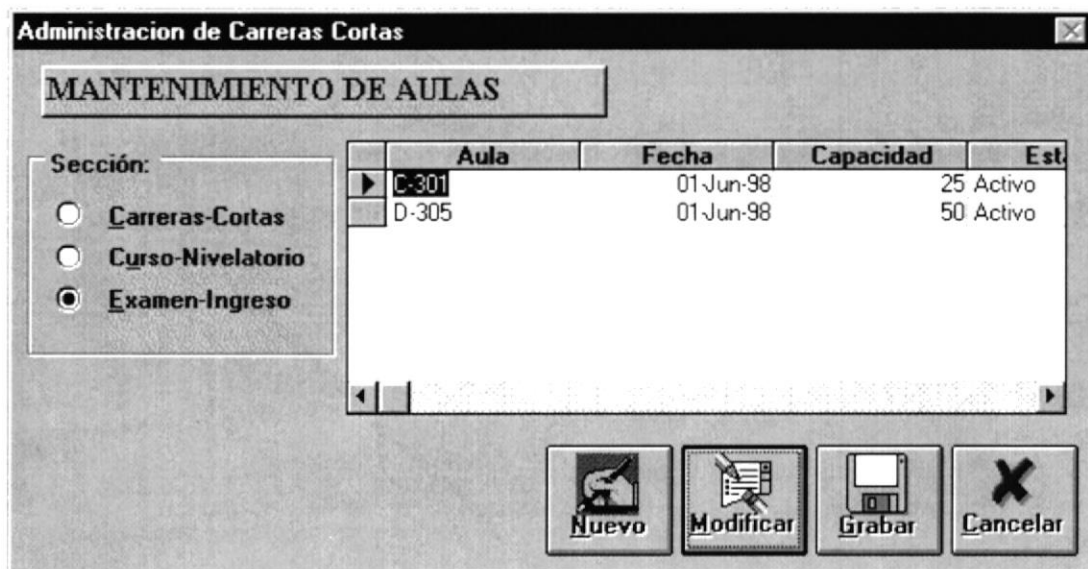 Administracion de Carreras Cortas
MANTENIMIENTO DE AULAS
Sección:
Carreras-Cortas
Curso-Nivelatorio
Examen-Ingreso
Aula Fecha Capacidad Est
C-301 01-Jun-98 25 Activo
D-305 01-Jun-98 50 Activo
Nuevo Modificar Grabar Cancelar